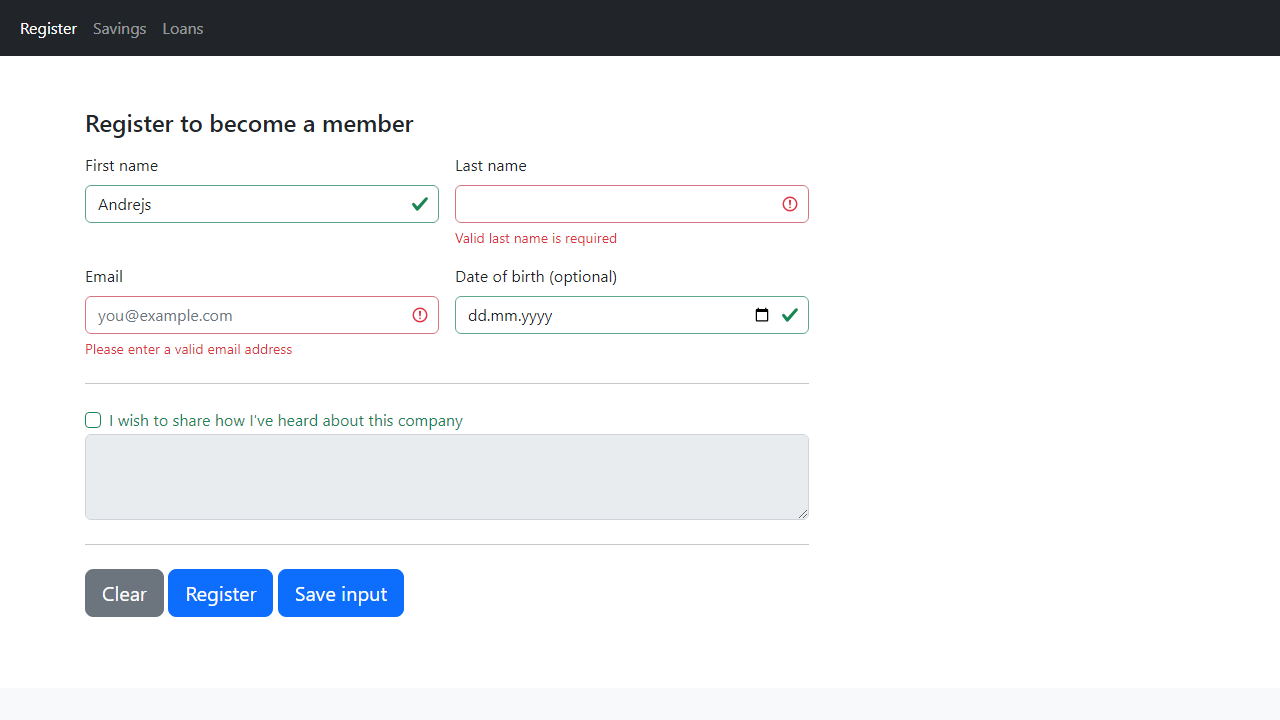 Register Savings Loans
Register to become a member
First name
Last name
Andrejs
Valid last name is required
Email
Date of birth (optional)
you@example.com
dd.mm.yyyy
Please enter a valid email address
I wish to share how I've heard about this company
Clear
Register
Save input